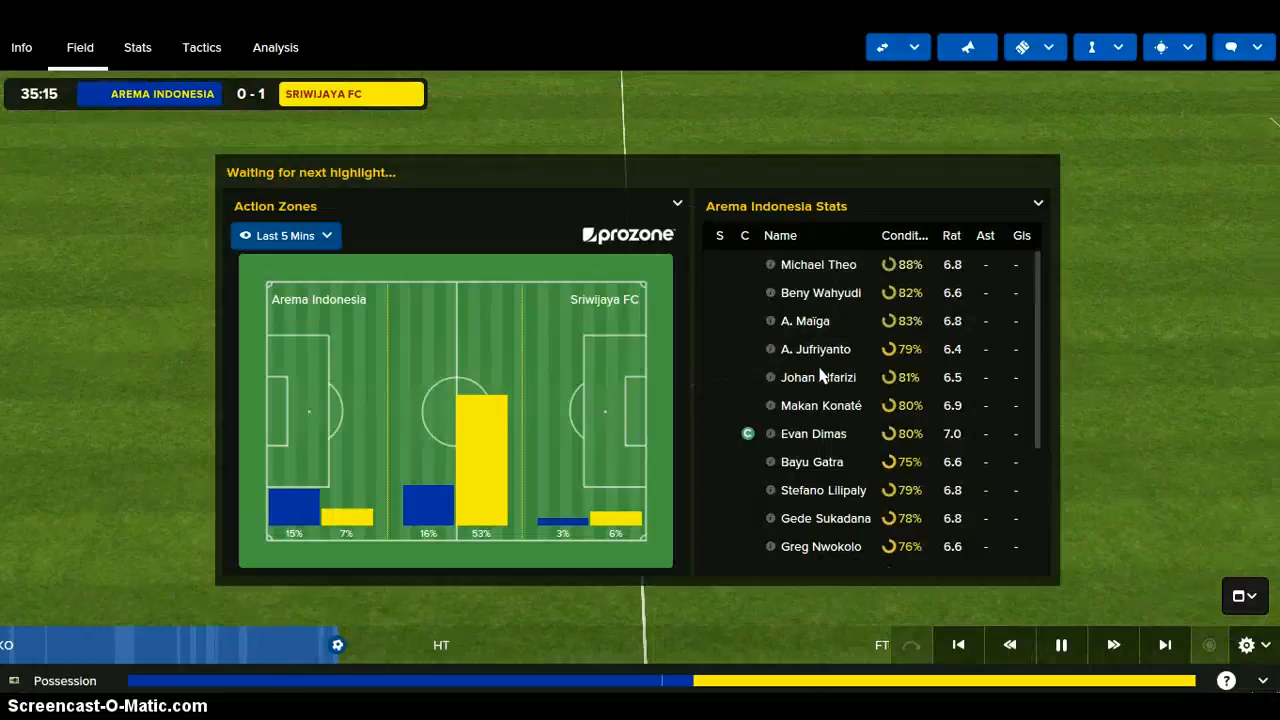 Info Field Stats Tactics Analysis
35:15 AREMA INDONESIA 0 - 1 SRIWIJAYA FC
Waiting for next highlight...
Action Zones
Last 5 Mins
prozone
Arema Indonesia Sriwijaya FC
15% 7% 16% 53% 3% 6%
Arema Indonesia Stats
S C Name Condit... Rat Ast Gls
Michael Theo 88% 6.8 - -
Beny Wahyudi 82% 6.6 - -
A. Maïga 83% 6.8 - -
A. Jufriyanto 79% 6.4 - -
Johan lfarizi 81% 6.5 - -
Makan Konaté 80% 6.9 - -
C Evan Dimas 80% 7.0 - -
Bayu Gatra 75% 6.6 - -
Stefano Lilipaly 79% 6.8 - -
Gede Sukadana 78% 6.8 - -
Greg Nwokolo 76% 6.6 - -
KO HT FT
Possession ?
Screencast-O-Matic.com